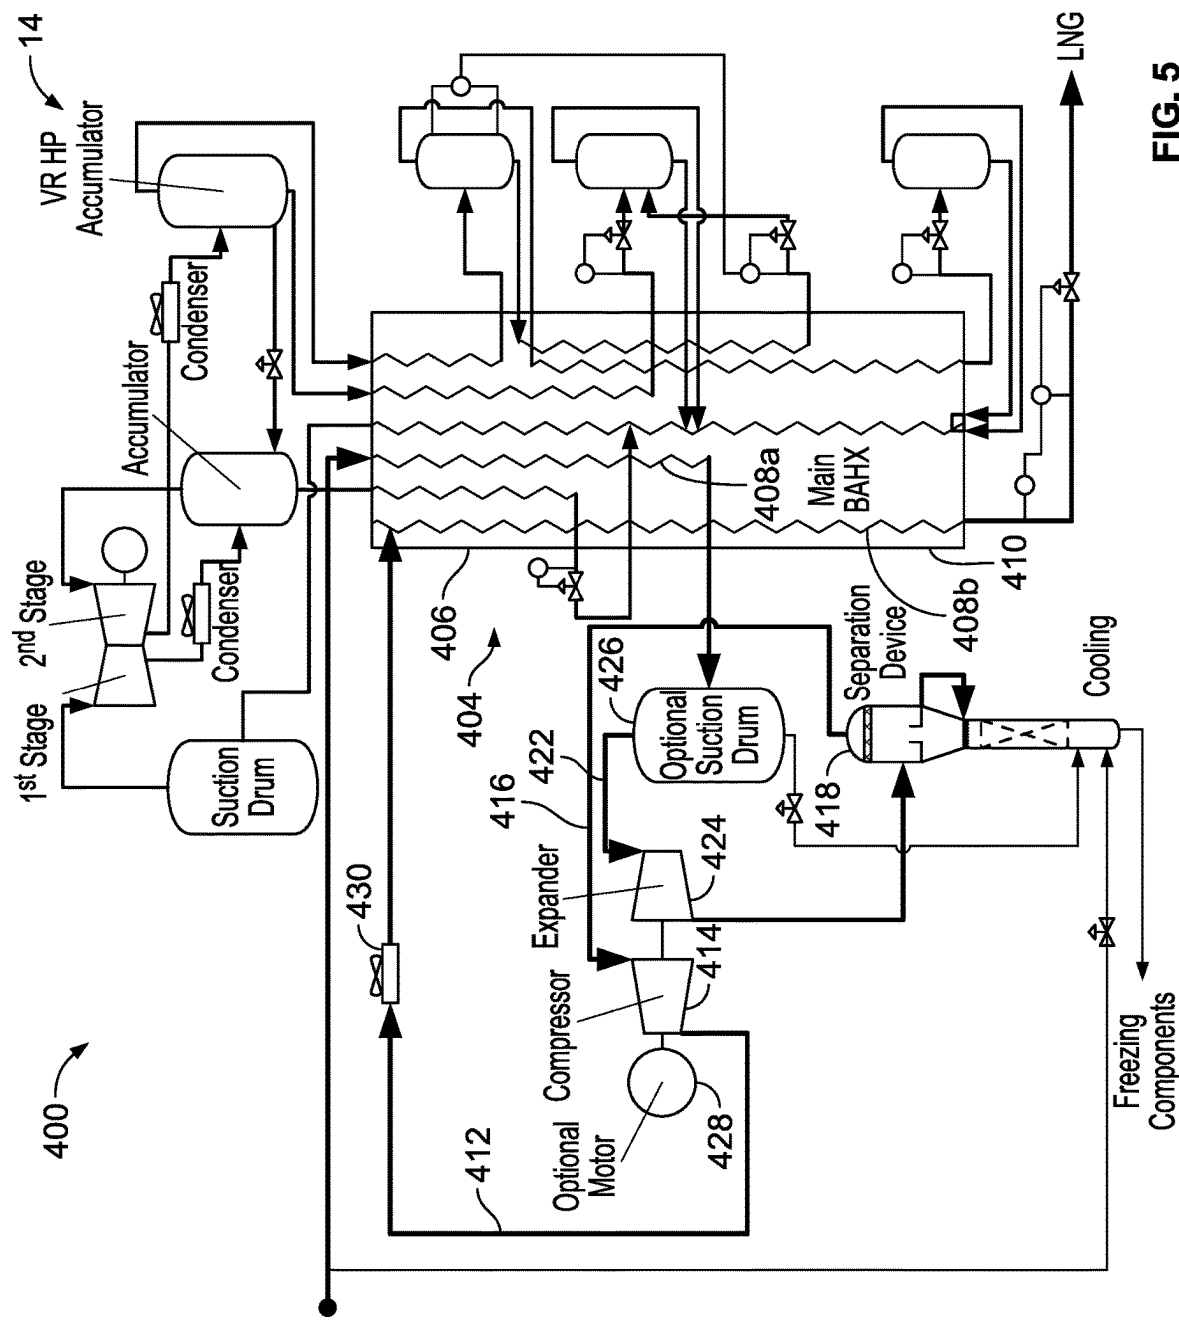 14
VR HP
Accumulator
Condenser
Accumulator
Condenser
2nd Stage
1st Stage
Suction
Drum
LNG
FIG. 5
406
408a
Main
BAHX
410
408b
404
426
Optional
Suction
Drum
Separation
Device
418
Cooling
422
416
430
Expander
424
414
Compressor
Optional
Motor
428
412
400
Freezing
Components